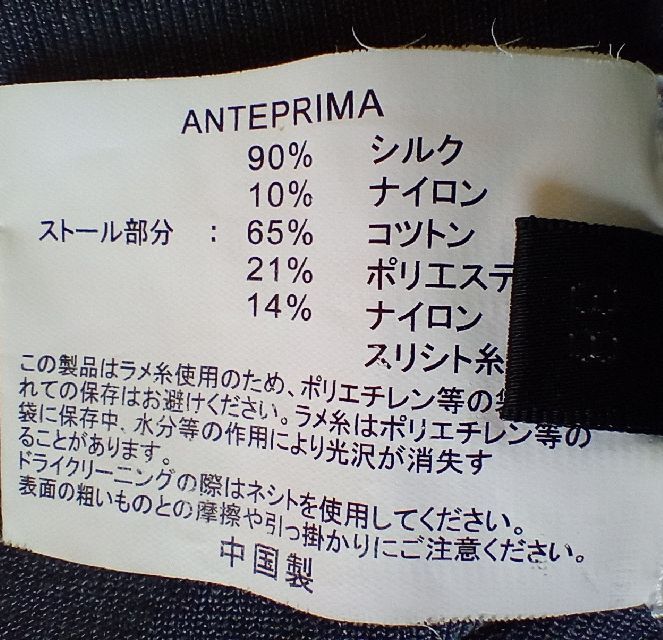 ANTEPRIMA
90% シルク
10% ナイロン
ストール部分 : 65% コツトン
21% ポリエステ
14% ナイロン
スリシト糸
この製品はラメ糸使用のため、ポリエチレン等の
れての保存はお避けください。ラメ糸はポリエチレン等の
袋に保存中、水分等の作用により光沢が消失す
ることがあります。
ドライクリーニングの際はネシトを使用してください。
表面の粗いものとの摩擦や引っ掛かりにご注意ください。
中国製